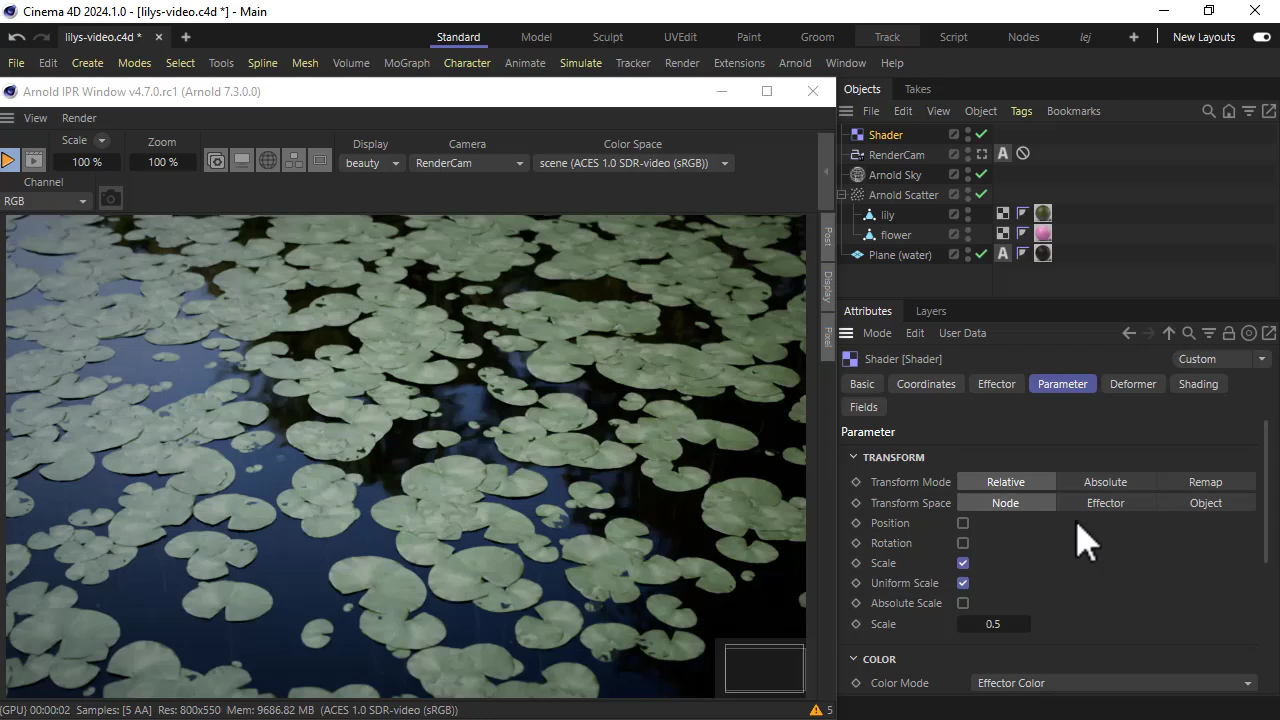 Cinema 4D 2024.1.0 - [lilys-video.c4d *] - Main
lilys-video.c4d * Standard Model Sculpt UVEdit Paint Groom Track Script Nodes lej New Layouts
File Edit Create Modes Select Tools Spline Mesh Volume MoGraph Character Animate Simulate Tracker Render Extensions Arnold Window Help
Arnold IPR Window v4.7.0.rc1 (Arnold 7.3.0.0)
View Render
Scale Zoom Display Camera Color Space
100 % 100 % beauty RenderCam scene (ACES 1.0 SDR-video (sRGB))
Channel
RGB
Post
Display
Pixel
(GPU) 00:00:02 Samples: [5 AA] Res: 800x550 Mem: 9686.82 MB (ACES 1.0 SDR-video (sRGB)) 5
Objects Takes
File Edit View Object Tags Bookmarks
Shader
RenderCam A
Arnold Sky
Arnold Scatter
lily
flower
Plane (water) A
Attributes Layers
Mode Edit User Data
Shader [Shader] Custom
Basic Coordinates Effector Parameter Deformer Shading
Fields
Parameter
TRANSFORM
Transform Mode Relative Absolute Remap
Transform Space Node Effector Object
Position
Rotation
Scale
Uniform Scale
Absolute Scale
Scale 0.5
COLOR
Color Mode Effector Color